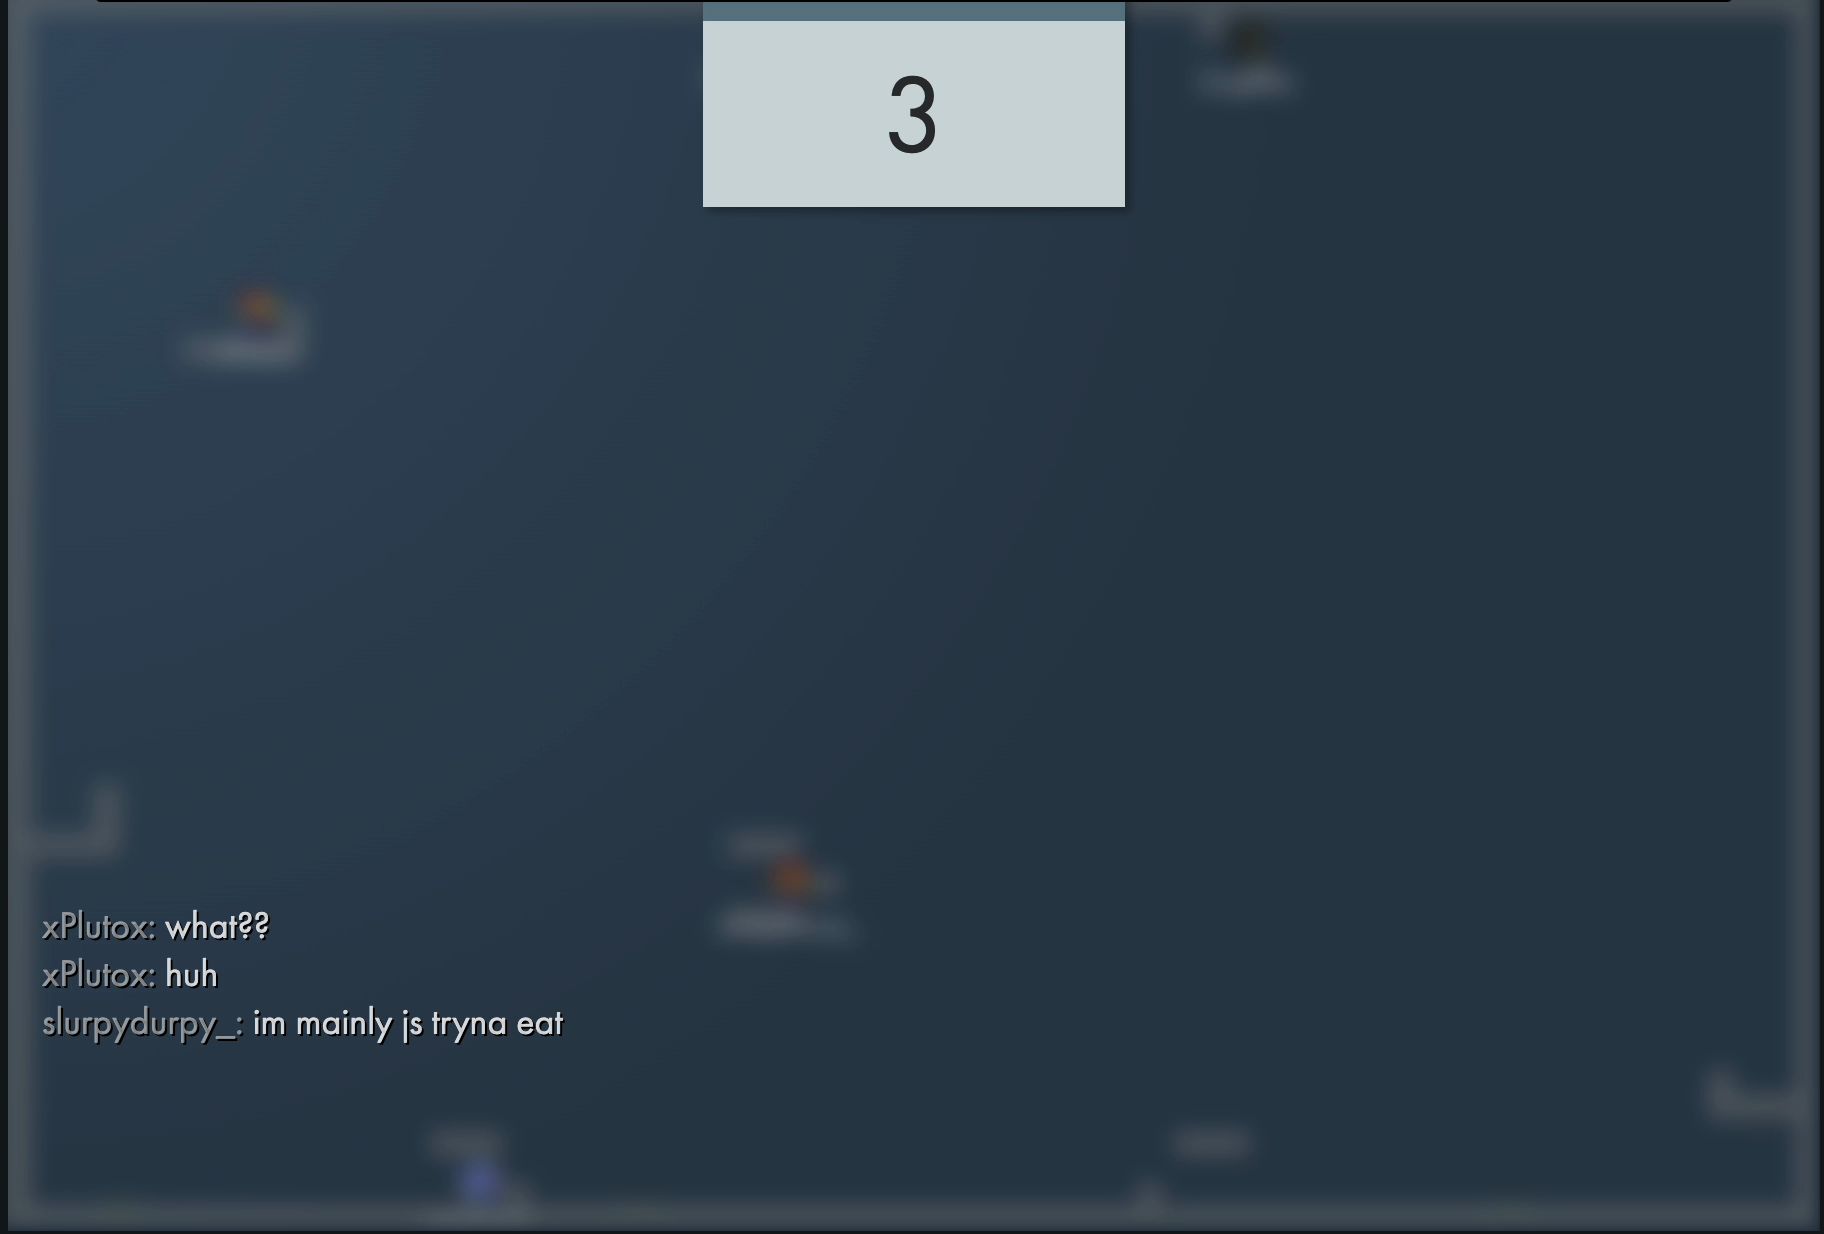 3
xPlutox: what??
xPlutox: huh
slurpydurpy_: im mainly js tryna eat